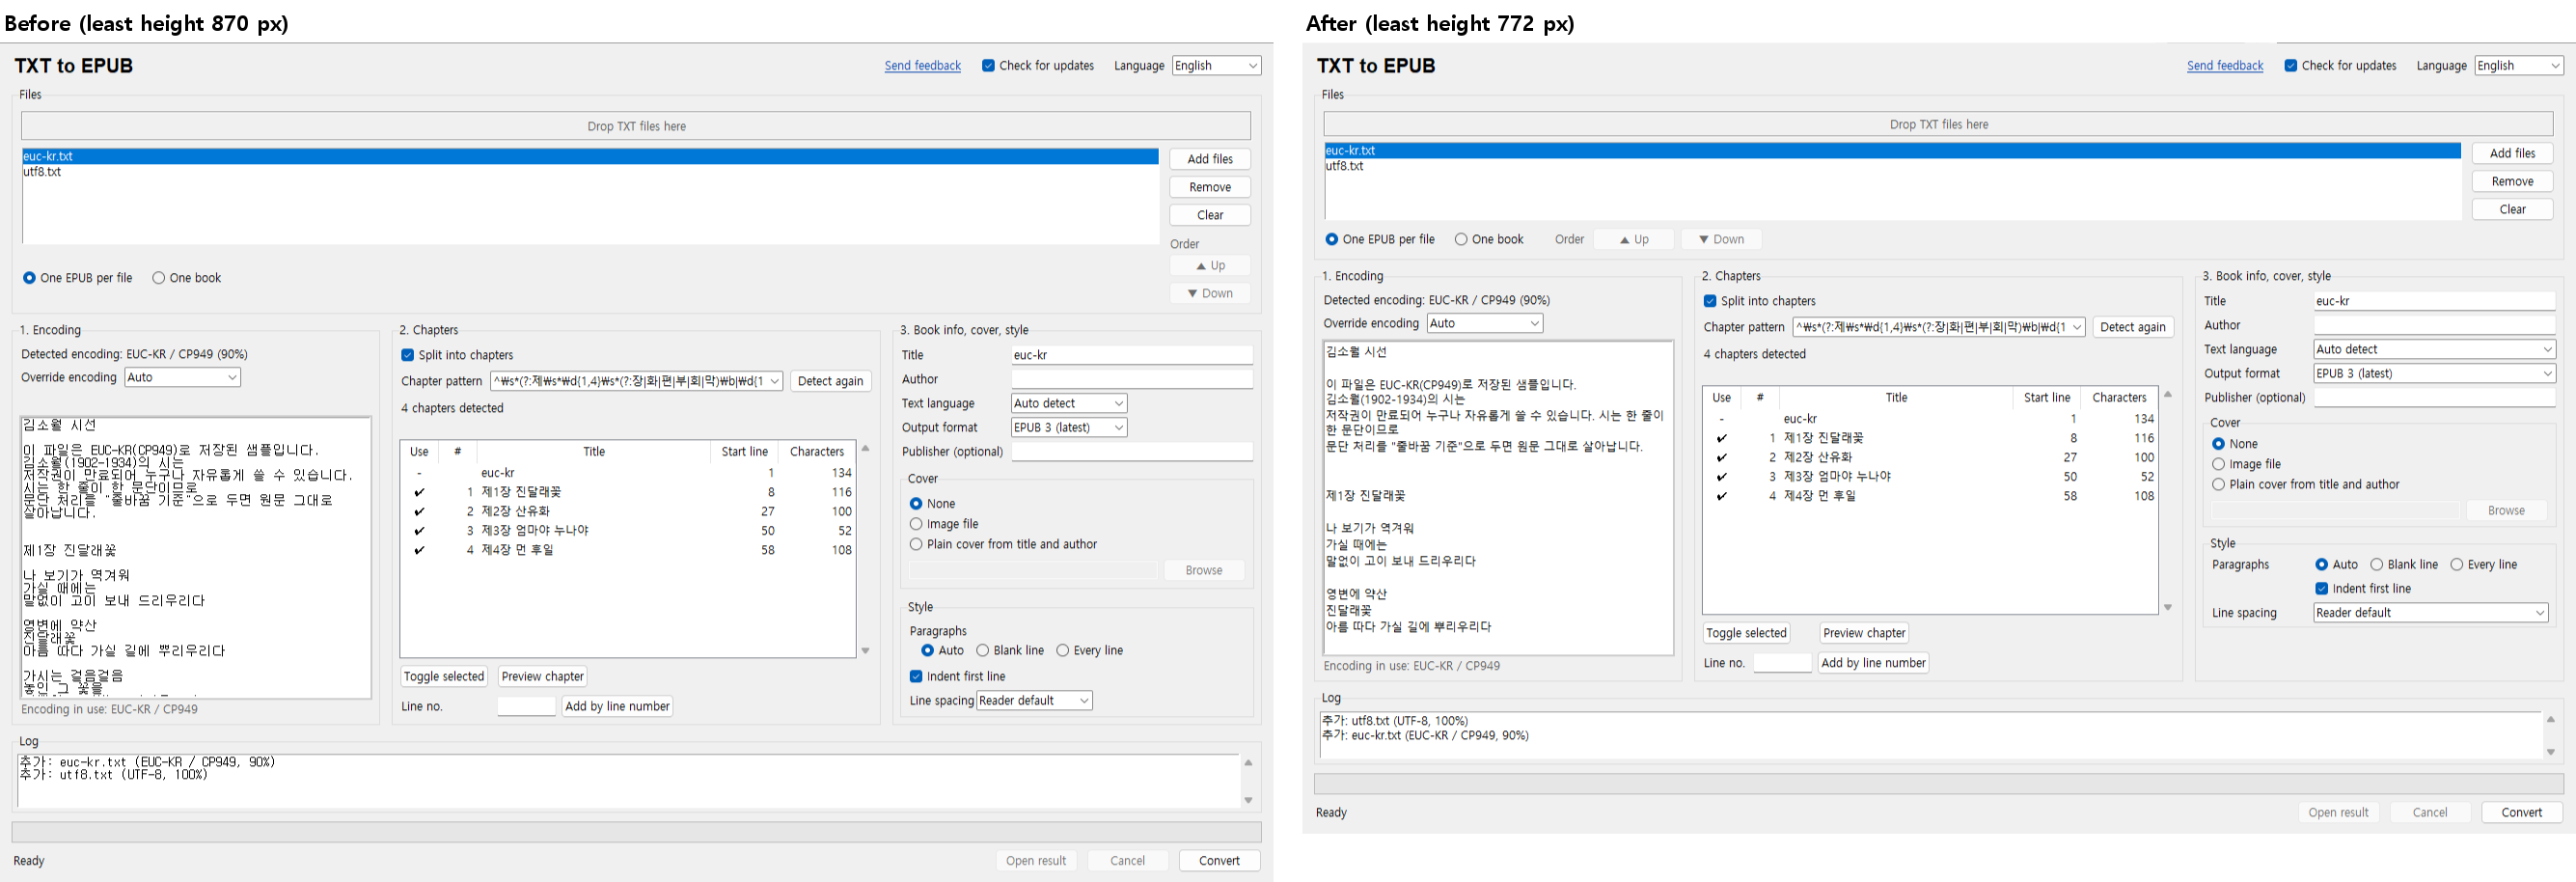 Before (least height 870 px)
TXT to EPUB
Send feedback
Check for updates
Language English
Files
Drop TXT files here
euc-kr.txt
utf8.txt
Add files
Remove
Clear
Order
▲ Up
▼ Down
One EPUB per file One book
1. Encoding
Detected encoding: EUC-KR / CP949 (90%)
Override encoding Auto
김소월 시선
이 파일은 EUC-KR(CP949)로 저장된 샘플입니다.
김소월(1902-1934)의 시는
저작권이 만료되어 누구나 자유롭게 쓸 수 있습니다.
시는 한 줄이 한 문단이므로
문단 처리를 "줄바꿈 기준"으로 두면 원문 그대로
살아납니다.
제1장 진달래꽃
나 보기가 역겨워
가실 때에는
말없이 고이 보내 드리우리다
영변에 약산
진달래꽃
아름 따다 가실 길에 뿌리우리다
가시는 걸음걸음
놓인 그 꽃을
Encoding in use: EUC-KR / CP949
2. Chapters
Split into chapters
Chapter pattern ^₩s*(?:제₩s*₩d{1,4}₩s*(?:장|화|편|부|회|막)₩b|₩d{1 Detect again
4 chapters detected
Use # Title Start line Characters
- euc-kr 1 134
✔ 1 제1장 진달래꽃 8 116
✔ 2 제2장 산유화 27 100
✔ 3 제3장 엄마야 누나야 50 52
✔ 4 제4장 먼 후일 58 108
Toggle selected Preview chapter
Line no. Add by line number
3. Book info, cover, style
Title euc-kr
Author
Text language Auto detect
Output format EPUB 3 (latest)
Publisher (optional)
Cover
None
Image file
Plain cover from title and author
Browse
Style
Paragraphs
Auto Blank line Every line
Indent first line
Line spacing Reader default
Log
추가: euc-kr.txt (EUC-KR / CP949, 90%)
추가: utf8.txt (UTF-8, 100%)
Ready
Open result Cancel Convert
After (least height 772 px)
TXT to EPUB
Send feedback
Check for updates
Language English
Files
Drop TXT files here
euc-kr.txt
utf8.txt
Add files
Remove
Clear
One EPUB per file One book Order ▲ Up ▼ Down
1. Encoding
Detected encoding: EUC-KR / CP949 (90%)
Override encoding Auto
김소월 시선
이 파일은 EUC-KR(CP949)로 저장된 샘플입니다.
김소월(1902-1934)의 시는
저작권이 만료되어 누구나 자유롭게 쓸 수 있습니다. 시는 한 줄이
한 문단이므로
문단 처리를 "줄바꿈 기준"으로 두면 원문 그대로 살아납니다.
제1장 진달래꽃
나 보기가 역겨워
가실 때에는
말없이 고이 보내 드리우리다
영변에 약산
진달래꽃
아름 따다 가실 길에 뿌리우리다
Encoding in use: EUC-KR / CP949
2. Chapters
Split into chapters
Chapter pattern ^₩s*(?:제₩s*₩d{1,4}₩s*(?:장|화|편|부|회|막)₩b|₩d{1 Detect again
4 chapters detected
Use # Title Start line Characters
- euc-kr 1 134
✔ 1 제1장 진달래꽃 8 116
✔ 2 제2장 산유화 27 100
✔ 3 제3장 엄마야 누나야 50 52
✔ 4 제4장 먼 후일 58 108
Toggle selected Preview chapter
Line no. Add by line number
3. Book info, cover, style
Title euc-kr
Author
Text language Auto detect
Output format EPUB 3 (latest)
Publisher (optional)
Cover
None
Image file
Plain cover from title and author
Browse
Style
Paragraphs Auto Blank line Every line
Indent first line
Line spacing Reader default
Log
추가: utf8.txt (UTF-8, 100%)
추가: euc-kr.txt (EUC-KR / CP949, 90%)
Ready
Open result Cancel Convert